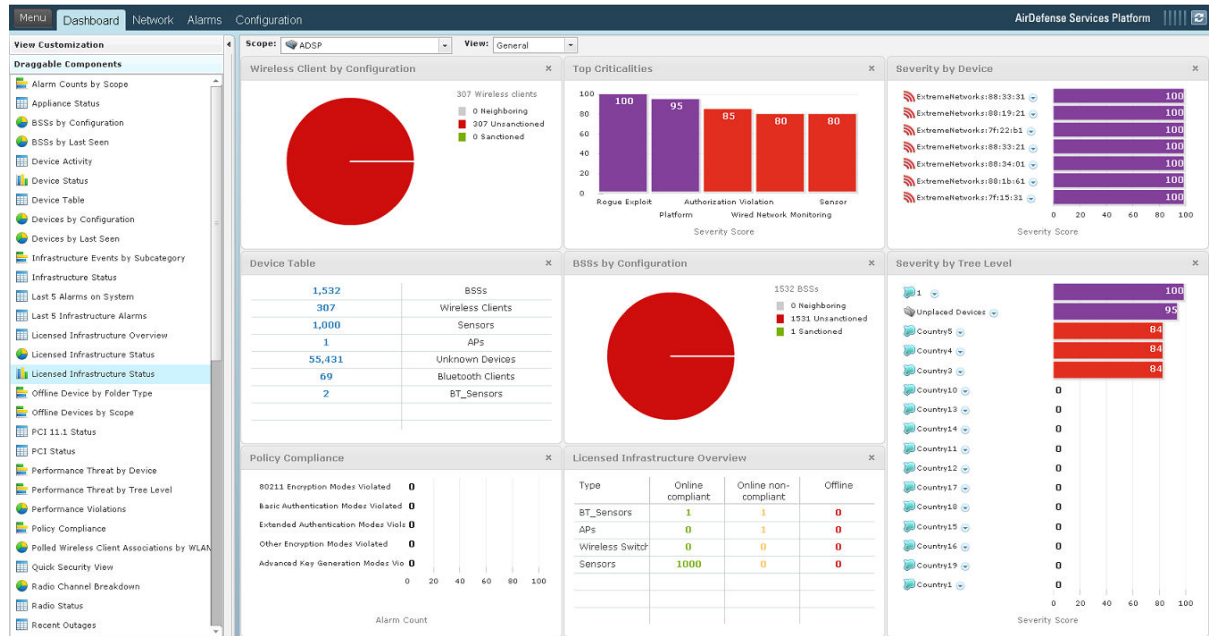 Menu Dashboard Network Alarms Configuration AirDefense Services Platform
View Customization
Draggable Components
Alarm Counts by Scope
Appliance Status
BSSs by Configuration
BSSs by Last Seen
Device Activity
Device Status
Device Table
Devices by Configuration
Devices by Last Seen
Infrastructure Events by Subcategory
Infrastructure Status
Last 5 Alarms on System
Last 5 Infrastructure Alarms
Licensed Infrastructure Overview
Licensed Infrastructure Status
Licensed Infrastructure Status
Offline Device by Folder Type
Offline Devices by Scope
PCI 11.1 Status
PCI Status
Performance Threat by Device
Performance Threat by Tree Level
Performance Violations
Policy Compliance
Polled Wireless Client Associations by WLAN
Quick Security View
Radio Channel Breakdown
Radio Status
Recent Outages
Scope: ADSP View: General
Wireless Client by Configuration
307 Wireless clients
0 Neighboring
307 Unsanctioned
0 Sanctioned
Top Criticalities
100
80
60
40
20
0
100 95 85 80 80
Rogue Exploit Authorization Violation Sensor
Platform Wired Network Monitoring
Severity Score
Severity by Device
ExtremeNetworks:88:33:31 100
ExtremeNetworks:88:19:21 100
ExtremeNetworks:7f:22:b1 100
ExtremeNetworks:88:33:21 100
ExtremeNetworks:88:34:01 100
ExtremeNetworks:88:1b:61 100
ExtremeNetworks:7f:15:31 100
0 20 40 60 80 100
Severity Score
Device Table
1,532 BSSs
307 Wireless Clients
1,000 Sensors
1 APs
55,431 Unknown Devices
69 Bluetooth Clients
2 BT_Sensors
BSSs by Configuration
1532 BSSs
0 Neighboring
1531 Unsanctioned
1 Sanctioned
Severity by Tree Level
1 100
Unplaced Devices 95
Country5 84
Country4 84
Country3 84
Country10 0
Country13 0
Country14 0
Country11 0
Country12 0
Country17 0
Country18 0
Country15 0
Country16 0
Country19 0
Country1 0
0 20 40 60 80 100
Severity Score
Policy Compliance
80211 Encryption Modes Violated 0
Basic Authentication Modes Violated 0
Extended Authentication Modes Viola 0
Other Encryption Modes Violated 0
Advanced Key Generation Modes Vio 0
0 20 40 60 80 100
Alarm Count
Licensed Infrastructure Overview
Type Online compliant Online non-compliant Offline
BT_Sensors 1 1 0
APs 0 1 0
Wireless Switch 0 0 0
Sensors 1000 0 0